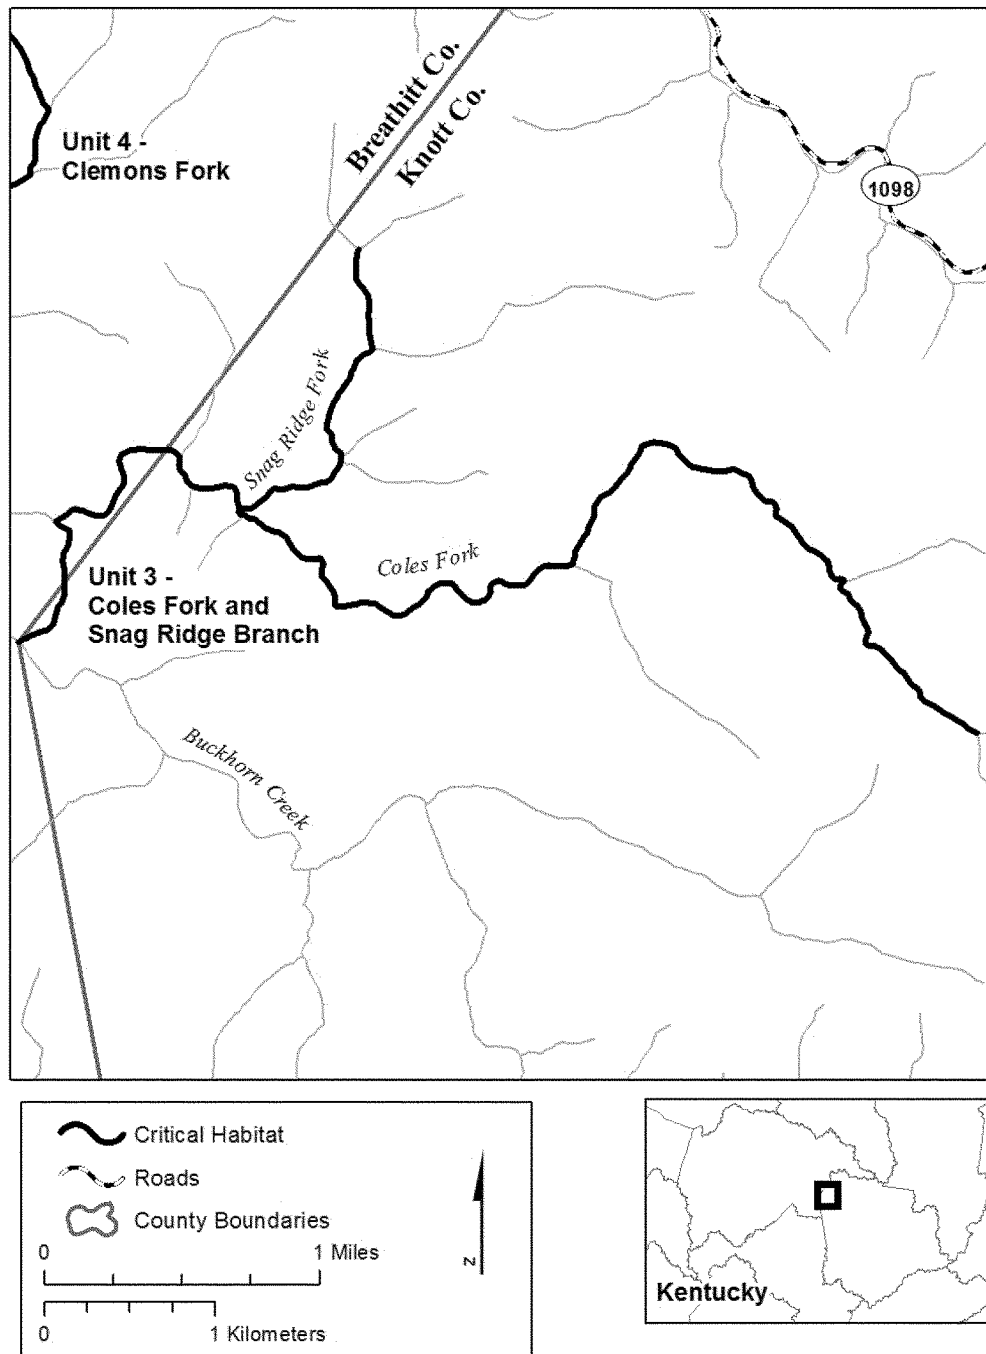 Breathitt Co.
Knott Co.
Unit 4 -
Clemons Fork
1098
Snag Ridge Fork
Coles Fork
Unit 3 -
Coles Fork and
Snag Ridge Branch
Buckhorn Creek
Critical Habitat
Roads
County Boundaries
0 1 Miles
0 1 Kilometers
N
Kentucky